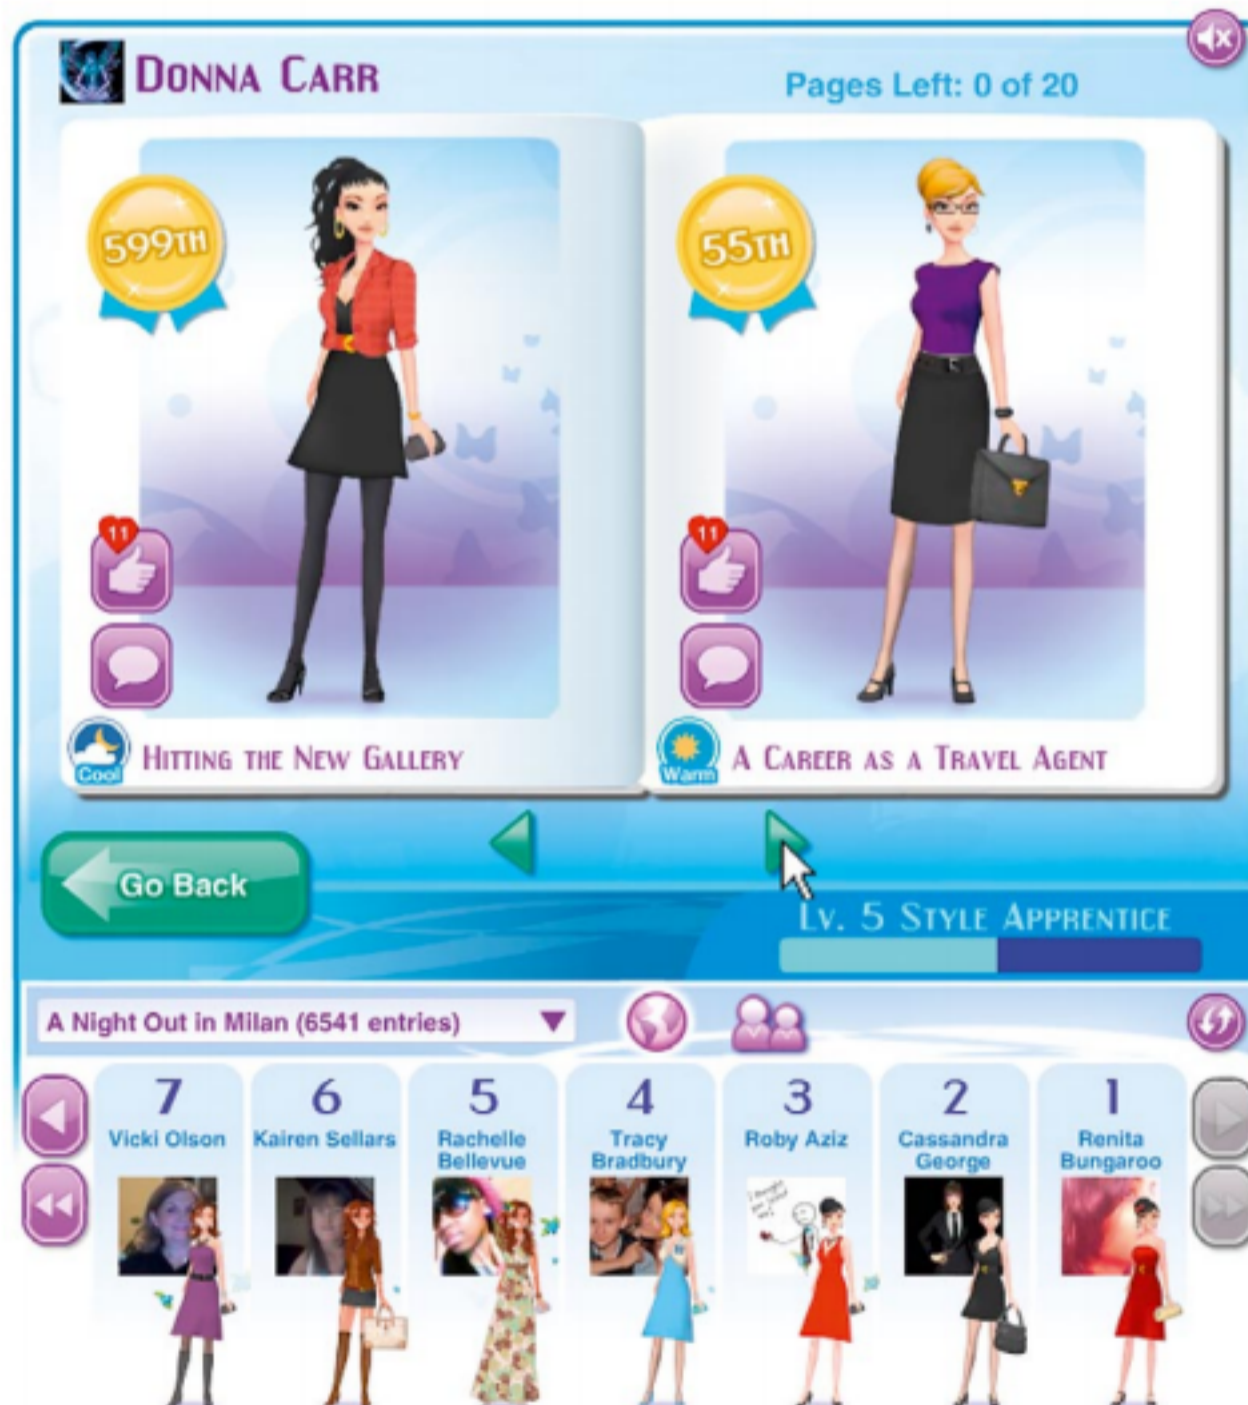 DONNA CARR
Pages Left: 0 of 20
599TH
55TH
11
11
Cool
HITTING THE NEW GALLERY
Warm
A CAREER AS A TRAVEL AGENT
Go Back
LV. 5 STYLE APPRENTICE
A Night Out in Milan (6541 entries)
7
6
5
4
3
2
1
Vicki Olson
Kairen Sellars
Rachelle
Bellevue
Tracy
Bradbury
Roby Aziz
Cassandra
George
Renita
Bungaroo